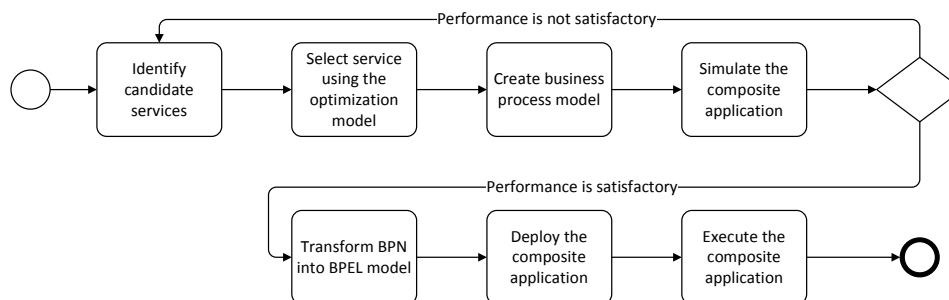 Performance is not satisfactory
Identify
candidate
services
Select service
using the
optimization
model
Create business
process model
Simulate the
composite
application
Performance is satisfactory
Transform BPN
into BPEL model
Deploy the
composite
application
Execute the
composite
application